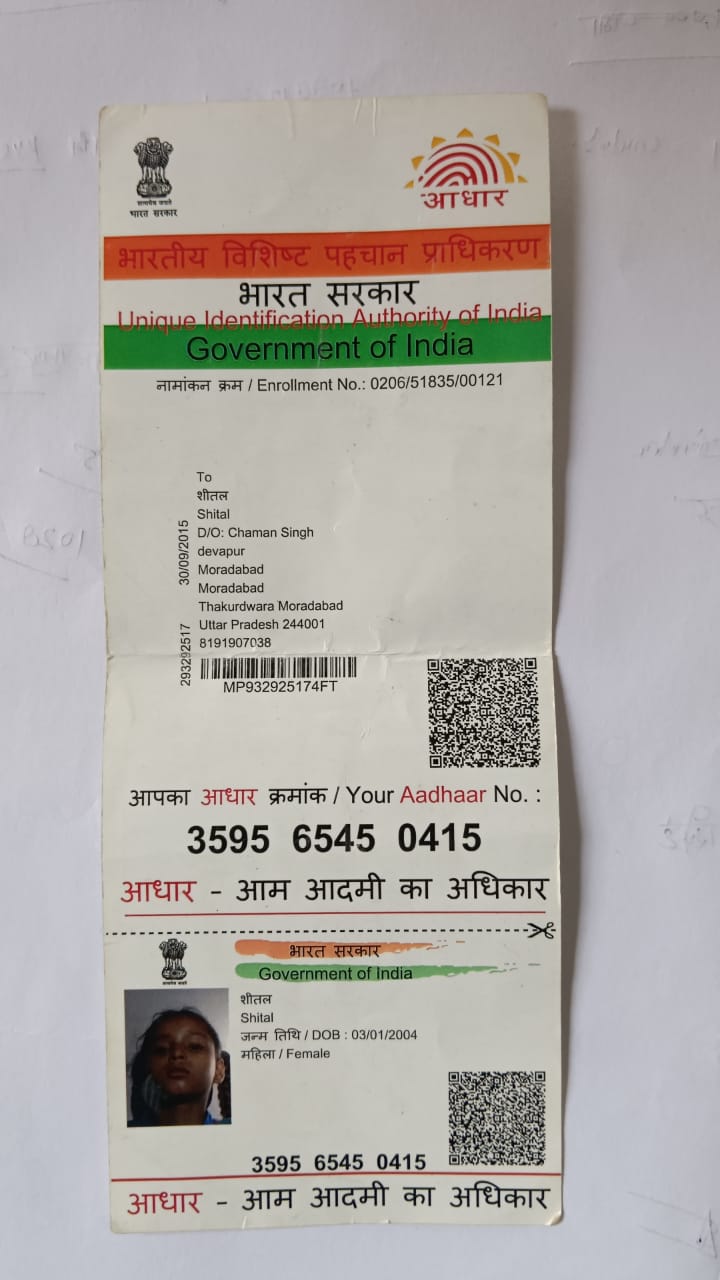 सत्यमेव जयते
भारत सरकार
आधार
भारतीय विशिष्ट पहचान प्राधिकरण
भारत सरकार
Unique Identification Authority of India
Government of India
नामांकन क्रम / Enrollment No.: 0206/51835/00121
To
शीतल
Shital
D/O: Chaman Singh
devapur
Moradabad
Moradabad
Thakurdwara Moradabad
Uttar Pradesh 244001
8191907038
30/09/2015
293292517
MP932925174FT
आपका आधार क्रमांक / Your Aadhaar No. :
3595 6545 0415
आधार - आम आदमी का अधिकार
भारत सरकार
Government of India
शीतल
Shital
जन्म तिथि / DOB : 03/01/2004
महिला / Female
3595 6545 0415
आधार - आम आदमी का अधिकार